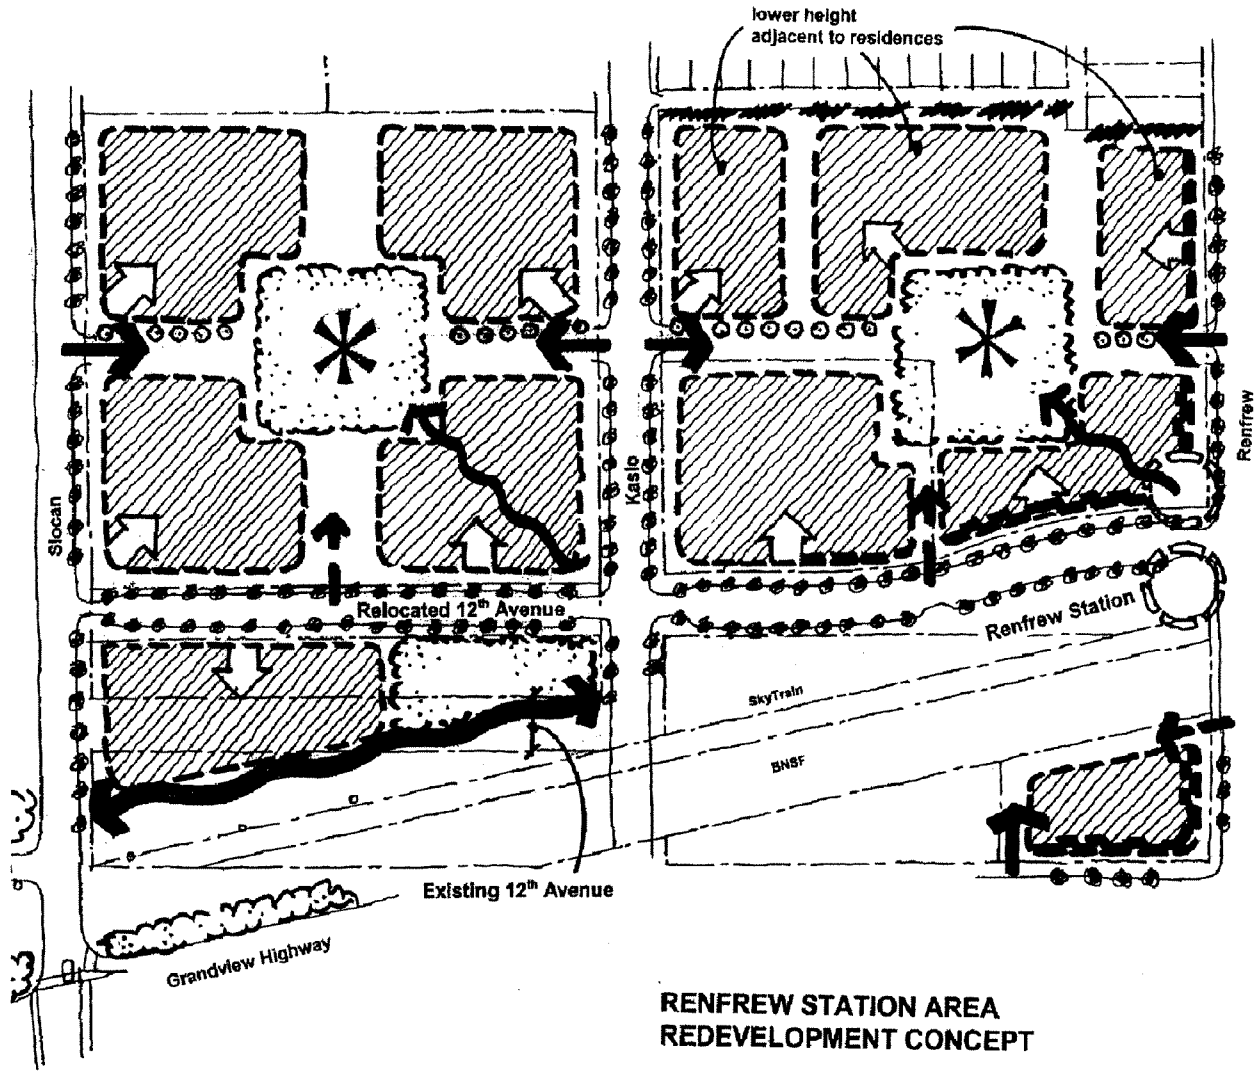 lower height
adjacent to residences
Slocan
Kaslo
Renfrew
Relocated 12th Avenue
Renfrew Station
SkyTrain
BNSF
Existing 12th Avenue
Grandview Highway
RENFREW STATION AREA
REDEVELOPMENT CONCEPT